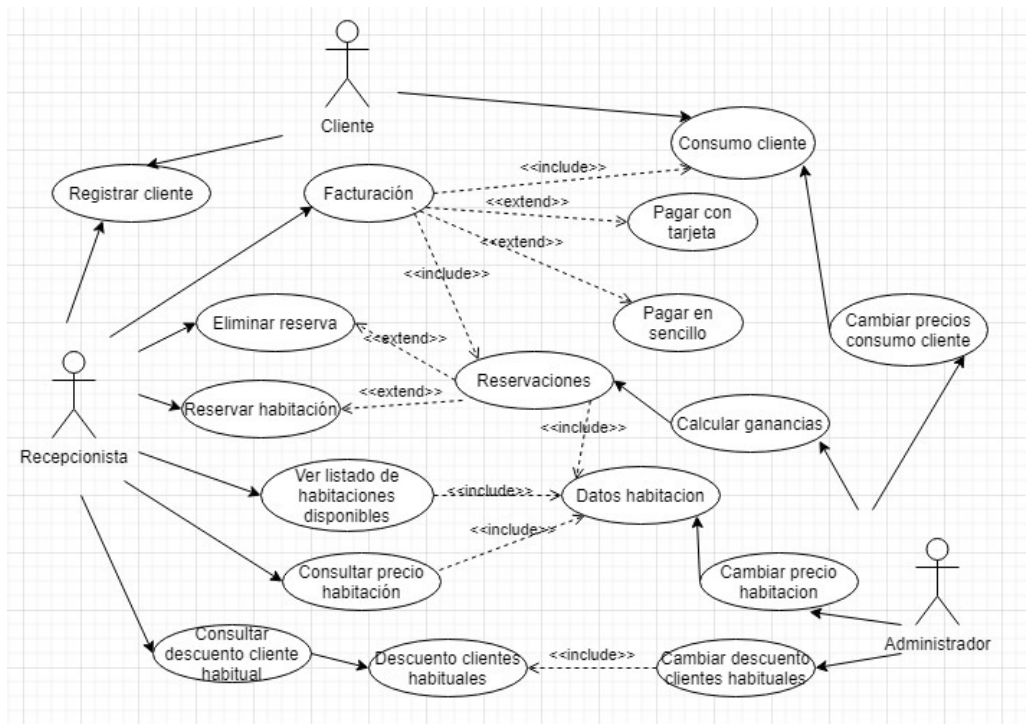 Cliente
Consumo cliente
<<include>>
Registrar cliente
Facturación
<<extend>>
Pagar con
tarjeta
<<extend>>
<<include>>
Eliminar reserva
Pagar en
sencillo
Cambiar precios
consumo cliente
<<extend>>
Reservaciones
<<extend>>
Reservar habitación
Calcular ganancias
<<include>>
Recepcionista
Ver listado de
habitaciones
disponibles
<<include>>
Datos habitacion
<<include>>
Consultar precio
habitación
Cambiar precio
habitacion
Administrador
Consultar
descuento cliente
habitual
Descuento clientes
habituales
<<include>>
Cambiar descuento
clientes habituales